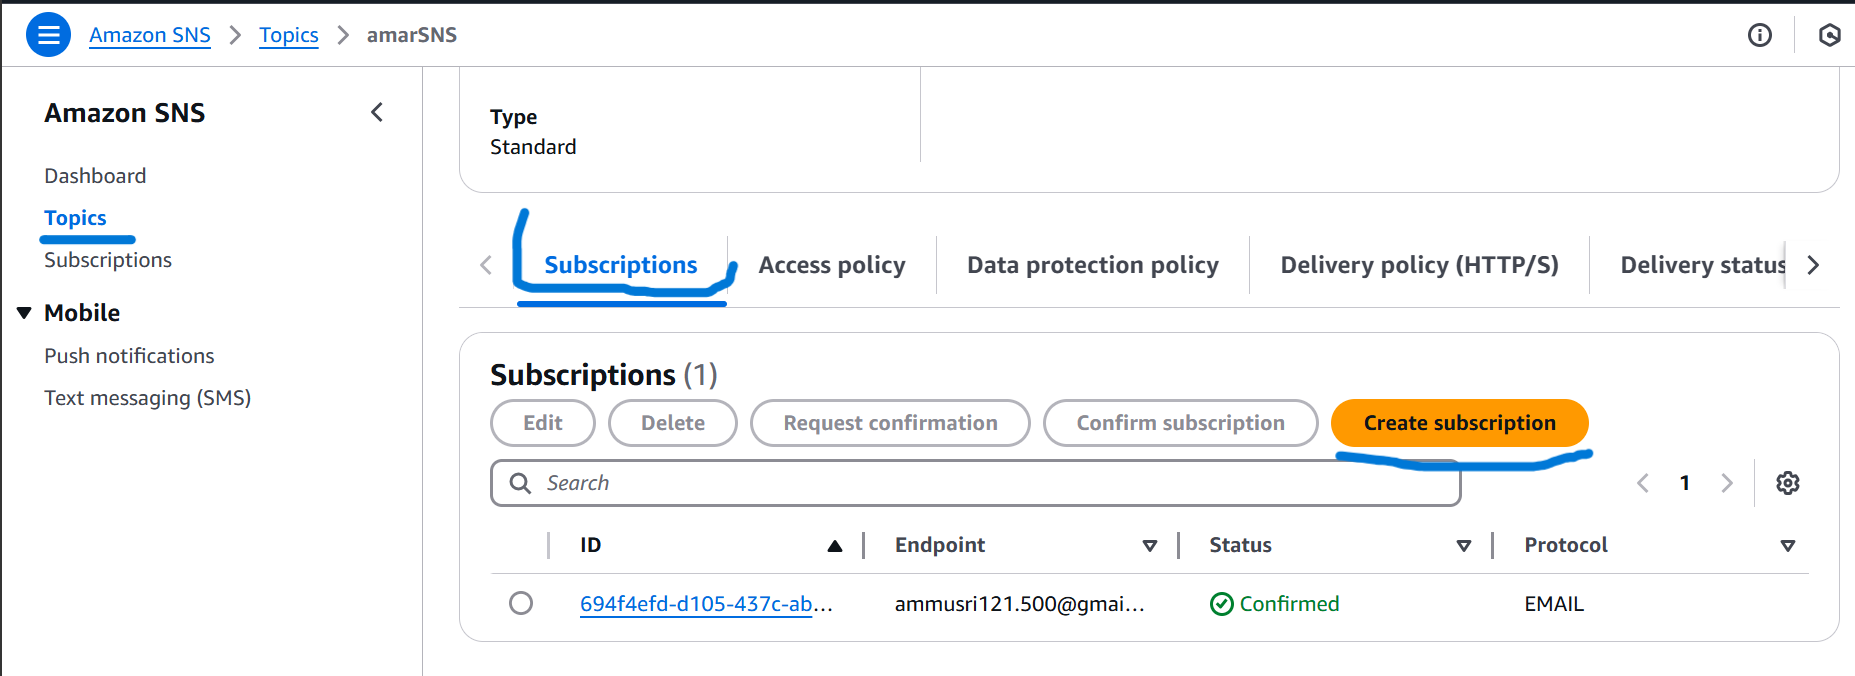 Amazon SNS > Topics > amarSNS
Amazon SNS
Dashboard
Topics
Subscriptions
Mobile
Push notifications
Text messaging (SMS)
Type
Standard
Subscriptions Access policy Data protection policy Delivery policy (HTTP/S) Delivery status
Subscriptions (1)
Edit Delete Request confirmation Confirm subscription Create subscription
Search 1
ID Endpoint Status Protocol
694f4efd-d105-437c-ab... ammusri121.500@gmai... Confirmed EMAIL